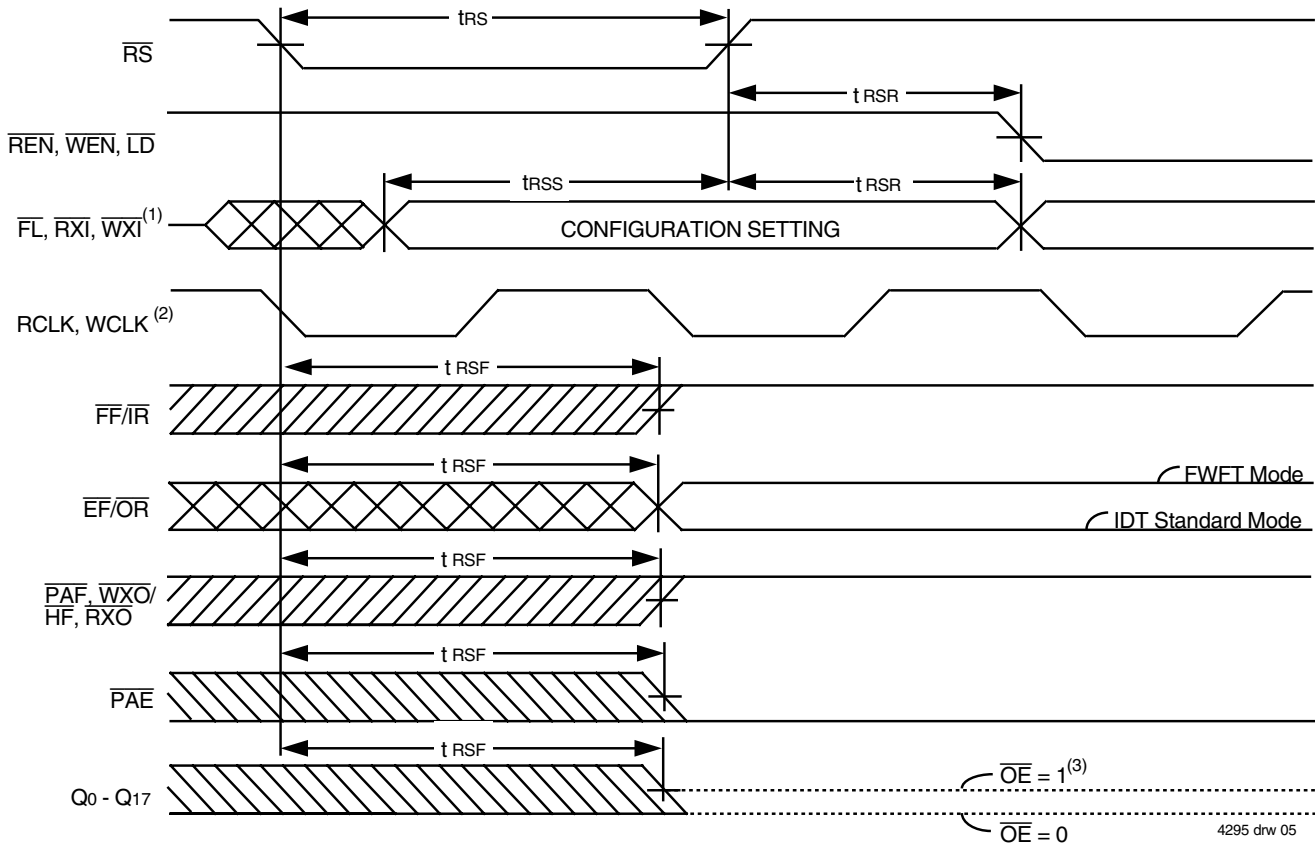 tRS
RS
t RSR
REN, WEN, LD
tRSS
t RSR
FL, RXI, WXI(1)
CONFIGURATION SETTING
RCLK, WCLK (2)
t RSF
FF/IR
t RSF
FWFT Mode
EF/OR
IDT Standard Mode
t RSF
PAF, WXO/
HF, RXO
t RSF
PAE
t RSF
OE = 1(3)
Q0 - Q17
OE = 0
4295 drw 05